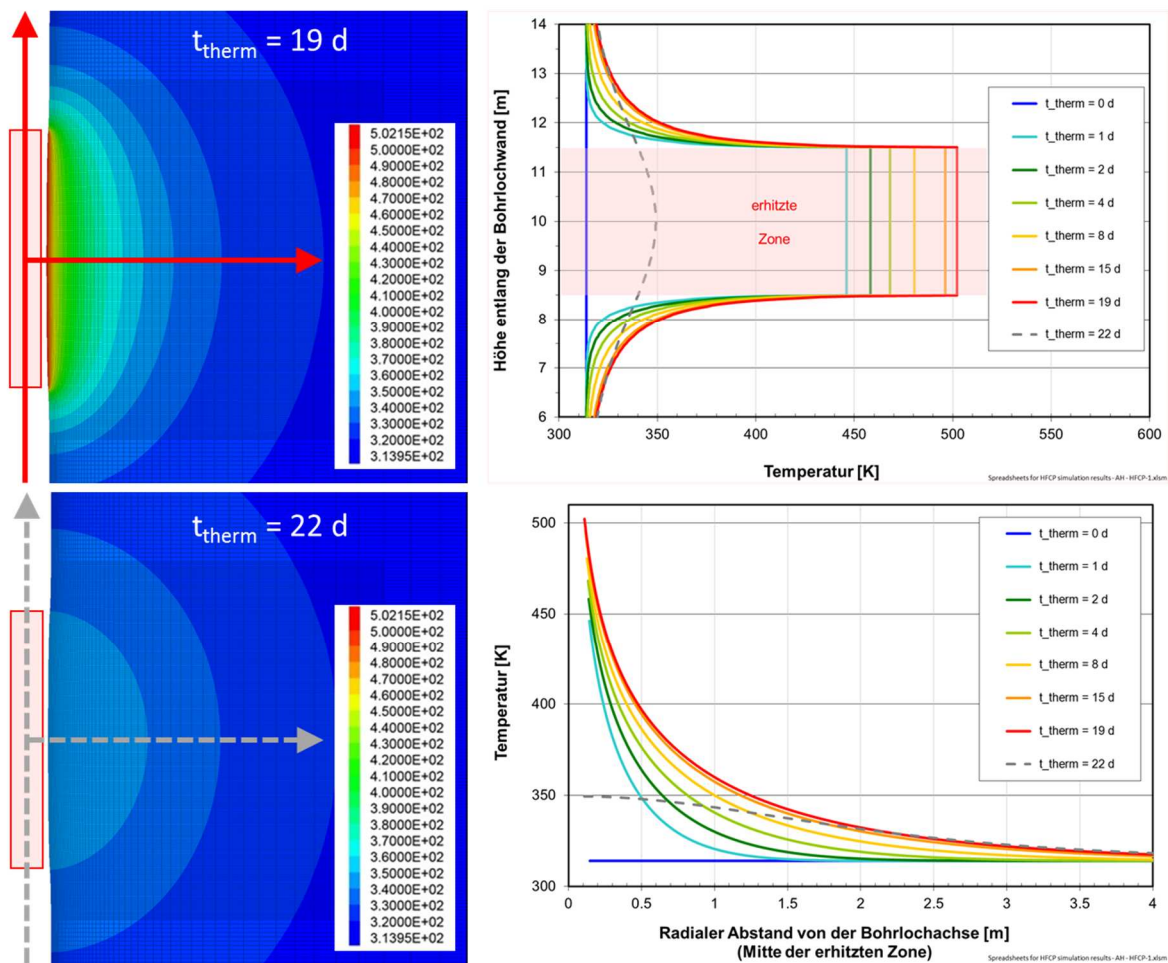 t_therm = 19 d
5.0215E+02
5.0000E+02
4.9000E+02
4.8000E+02
4.7000E+02
4.6000E+02
4.5000E+02
4.4000E+02
4.3000E+02
4.2000E+02
4.1000E+02
4.0000E+02
3.9000E+02
3.8000E+02
3.7000E+02
3.6000E+02
3.5000E+02
3.4000E+02
3.3000E+02
3.2000E+02
3.1395E+02
Höhe entlang der Bohrlochwand [m]
14
13
12
11
10
9
8
7
6
erhitzte
Zone
t_therm = 0 d
t_therm = 1 d
t_therm = 2 d
t_therm = 4 d
t_therm = 8 d
t_therm = 15 d
t_therm = 19 d
t_therm = 22 d
300 350 400 450 500 550 600
Temperatur [K]
Spreadsheets for HFCP simulation results - AH - HFCP-1.xlsm
t_therm = 22 d
5.0215E+02
5.0000E+02
4.9000E+02
4.8000E+02
4.7000E+02
4.6000E+02
4.5000E+02
4.4000E+02
4.3000E+02
4.2000E+02
4.1000E+02
4.0000E+02
3.9000E+02
3.8000E+02
3.7000E+02
3.6000E+02
3.5000E+02
3.4000E+02
3.3000E+02
3.2000E+02
3.1395E+02
Temperatur [K]
500
450
400
350
300
t_therm = 0 d
t_therm = 1 d
t_therm = 2 d
t_therm = 4 d
t_therm = 8 d
t_therm = 15 d
t_therm = 19 d
t_therm = 22 d
0 0.5 1 1.5 2 2.5 3 3.5 4
Radialer Abstand von der Bohrlochachse [m]
(Mitte der erhitzten Zone)
Spreadsheets for HFCP simulation results - AH - HFCP-1.xlsm